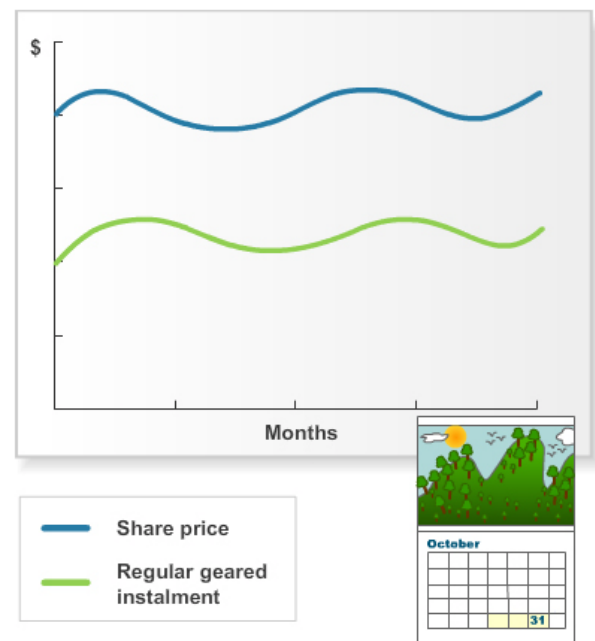 $
Months
Share price
Regular geared
instalment
October
31